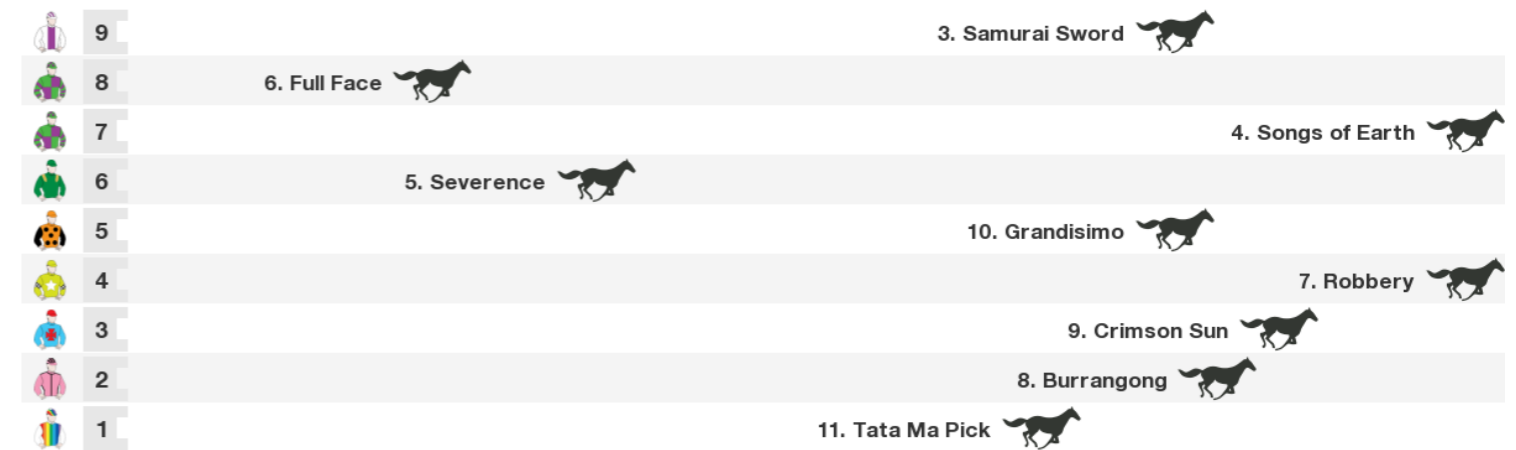 9 3. Samurai Sword
8 6. Full Face
7 4. Songs of Earth
6 5. Severence
5 10. Grandisimo
4 7. Robbery
3 9. Crimson Sun
2 8. Burrangong
1 11. Tata Ma Pick